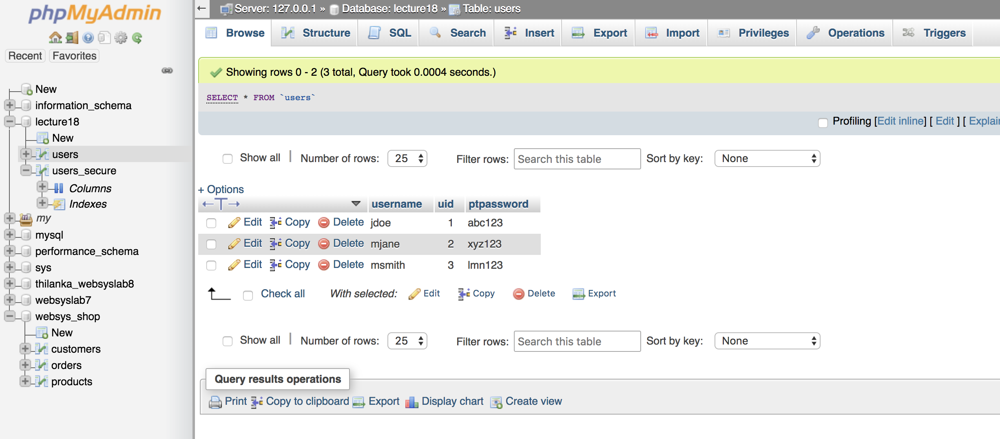 phpMyAdmin
Recent Favorites
New
information_schema
lecture18
New
users
users_secure
Columns
Indexes
my
mysql
performance_schema
sys
thilanka_websyslab8
websyslab7
websys_shop
New
customers
orders
products
Server: 127.0.0.1 » Database: lecture18 » Table: users
Browse Structure SQL Search Insert Export Import Privileges Operations Triggers
Showing rows 0 - 2 (3 total, Query took 0.0004 seconds.)
SELECT * FROM `users`
Profiling [Edit inline] [ Edit ] [ Explai
Show all | Number of rows: 25 Filter rows: Search this table Sort by key: None
+ Options
←T→ username uid ptpassword
Edit Copy Delete jdoe 1 abc123
Edit Copy Delete mjane 2 xyz123
Edit Copy Delete msmith 3 lmn123
Check all With selected: Edit Copy Delete Export
Show all | Number of rows: 25 Filter rows: Search this table Sort by key: None
Query results operations
Print Copy to clipboard Export Display chart Create view